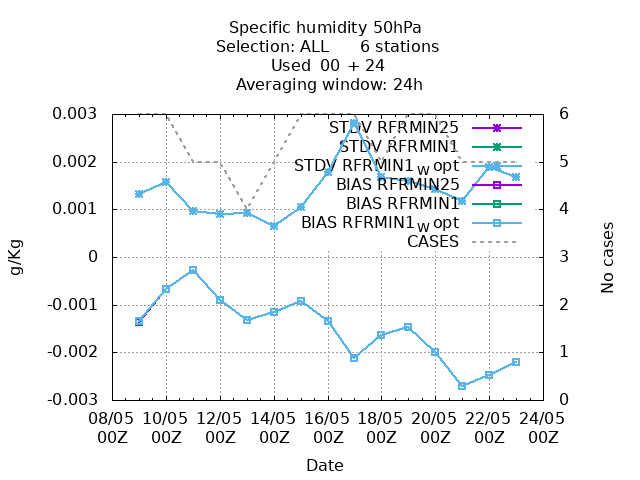 Specific humidity 50hPa
Selection: ALL 6 stations
Used 00 + 24
Averaging window: 24h
0.003
0.002
0.001
0
-0.001
-0.002
-0.003
g/Kg
6
5
4
3
2
1
0
No cases
STDV RFRMIN25
STDV RFRMIN1
STDV RFRMIN1w opt
BIAS RFRMIN25
BIAS RFRMIN1
BIAS RFRMIN1w opt
CASES
08/05 10/05 12/05 14/05 16/05 18/05 20/05 22/05 24/05
00Z 00Z 00Z 00Z 00Z 00Z 00Z 00Z 00Z
Date